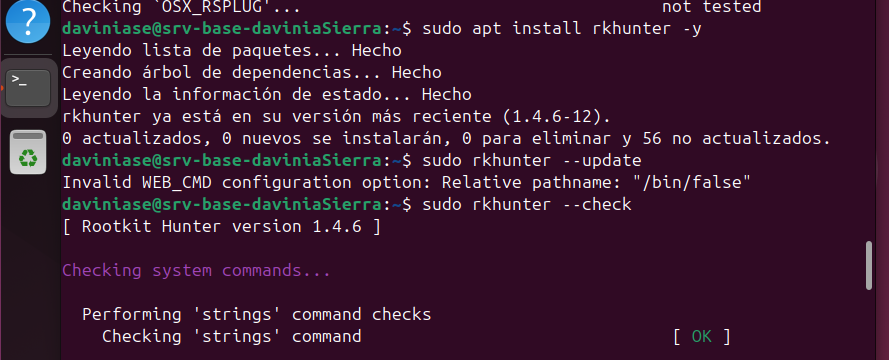 Checking `OSX_RSPLUG'... not tested
daviniase@srv-base-daviniaSierra:~$ sudo apt install rkhunter -y
Leyendo lista de paquetes... Hecho
Creando árbol de dependencias... Hecho
Leyendo la información de estado... Hecho
rkhunter ya está en su versión más reciente (1.4.6-12).
0 actualizados, 0 nuevos se instalarán, 0 para eliminar y 56 no actualizados.
daviniase@srv-base-daviniaSierra:~$ sudo rkhunter --update
Invalid WEB_CMD configuration option: Relative pathname: "/bin/false"
daviniase@srv-base-daviniaSierra:~$ sudo rkhunter --check
[ Rootkit Hunter version 1.4.6 ]
Checking system commands...
Performing 'strings' command checks
Checking 'strings' command [ OK ]